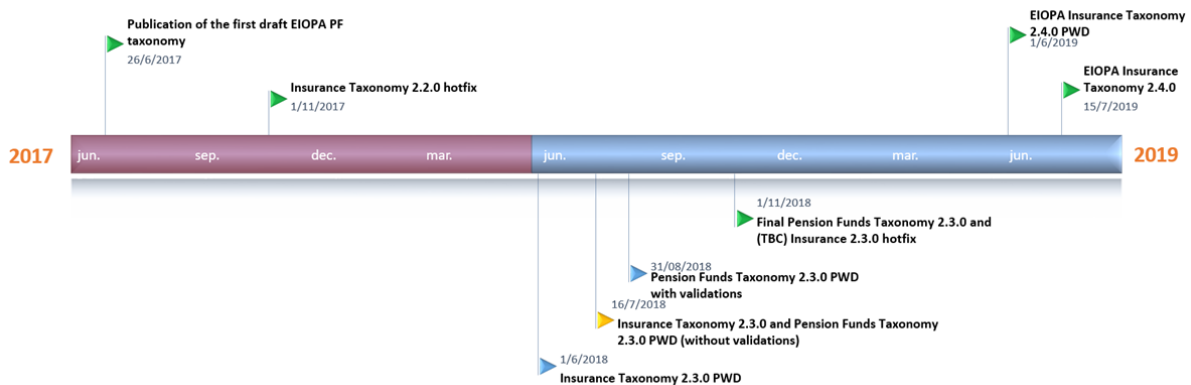 Publication of the first draft EIOPA PF
taxonomy
26/6/2017
Insurance Taxonomy 2.2.0 hotfix
1/11/2017
EIOPA Insurance Taxonomy
2.4.0 PWD
1/6/2019
EIOPA Insurance
Taxonomy 2.4.0
15/7/2019
2017
jun.
sep.
dec.
mar.
jun.
sep.
dec.
mar.
jun.
2019
1/11/2018
Final Pension Funds Taxonomy 2.3.0 and
(TBC) Insurance 2.3.0 hotfix
31/08/2018
Pension Funds Taxonomy 2.3.0 PWD
with validations
16/7/2018
Insurance Taxonomy 2.3.0 and Pension Funds Taxonomy
2.3.0 PWD (without validations)
1/6/2018
Insurance Taxonomy 2.3.0 PWD